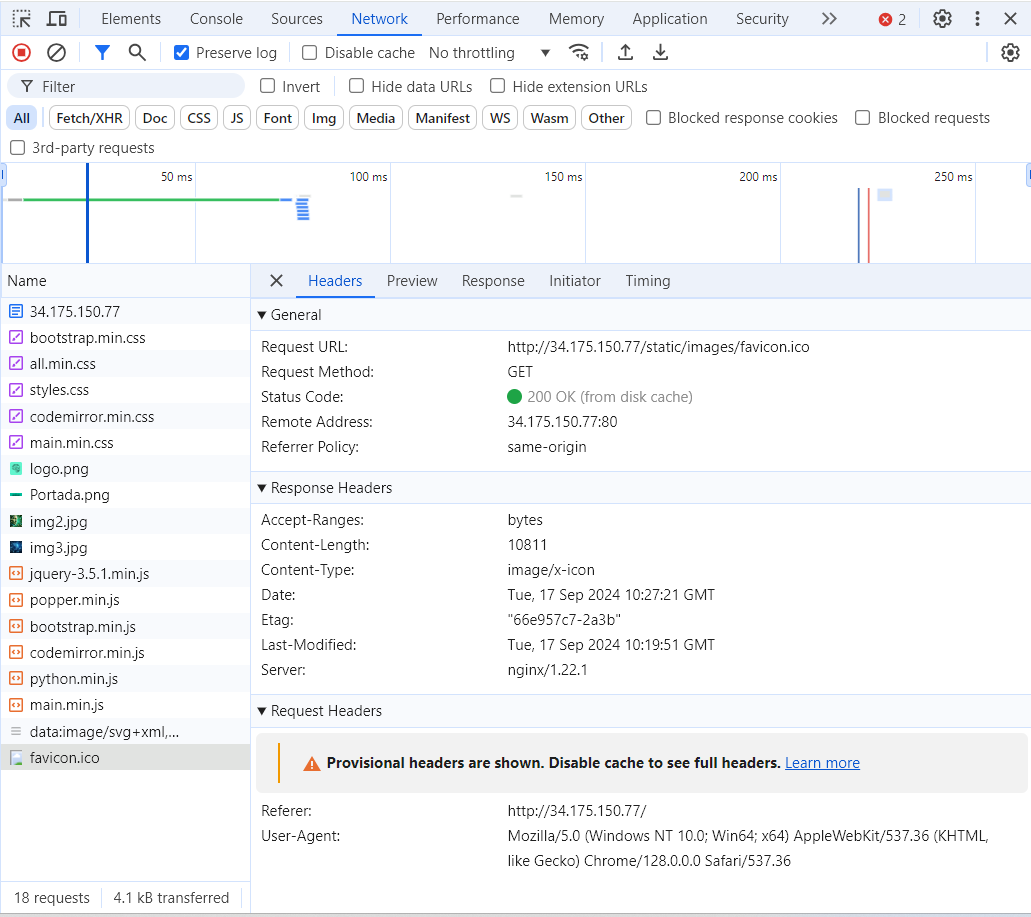 Elements Console Sources Network Performance Memory Application Security 2
Preserve log Disable cache No throttling
Filter Invert Hide data URLs Hide extension URLs
All Fetch/XHR Doc CSS JS Font Img Media Manifest WS Wasm Other Blocked response cookies Blocked requests
3rd-party requests
50 ms 100 ms 150 ms 200 ms 250 ms
Name
34.175.150.77
bootstrap.min.css
all.min.css
styles.css
codemirror.min.css
main.min.css
logo.png
Portada.png
img2.jpg
img3.jpg
jquery-3.5.1.min.js
popper.min.js
bootstrap.min.js
codemirror.min.js
python.min.js
main.min.js
data:image/svg+xml,...
favicon.ico
18 requests 4.1 kB transferred
Headers Preview Response Initiator Timing
General
Request URL: http://34.175.150.77/static/images/favicon.ico
Request Method: GET
Status Code: 200 OK (from disk cache)
Remote Address: 34.175.150.77:80
Referrer Policy: same-origin
Response Headers
Accept-Ranges: bytes
Content-Length: 10811
Content-Type: image/x-icon
Date: Tue, 17 Sep 2024 10:27:21 GMT
Etag: "66e957c7-2a3b"
Last-Modified: Tue, 17 Sep 2024 10:19:51 GMT
Server: nginx/1.22.1
Request Headers
Provisional headers are shown. Disable cache to see full headers. Learn more
Referer: http://34.175.150.77/
User-Agent: Mozilla/5.0 (Windows NT 10.0; Win64; x64) AppleWebKit/537.36 (KHTML,
like Gecko) Chrome/128.0.0.0 Safari/537.36